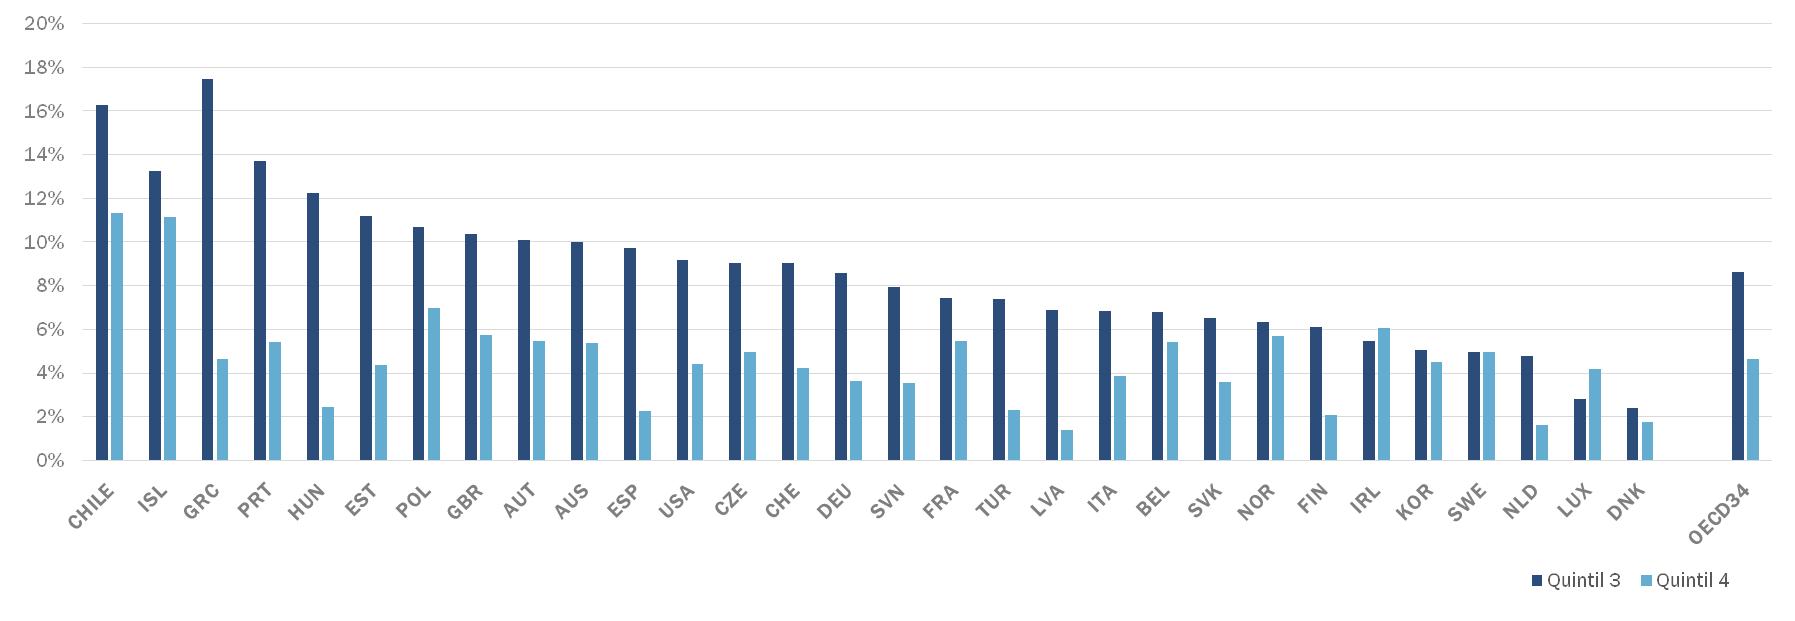 20%
18%
16%
14%
12%
10%
8%
6%
4%
2%
0%
CHILE
ISL
GRC
PRT
HUN
EST
POL
GBR
AUT
AUS
ESP
USA
CZE
CHE
DEU
SVN
FRA
TUR
LVA
ITA
BEL
SVK
NOR
FIN
IRL
KOR
SWE
NLD
LUX
DNK
OECD34
Quintil 3
Quintil 4